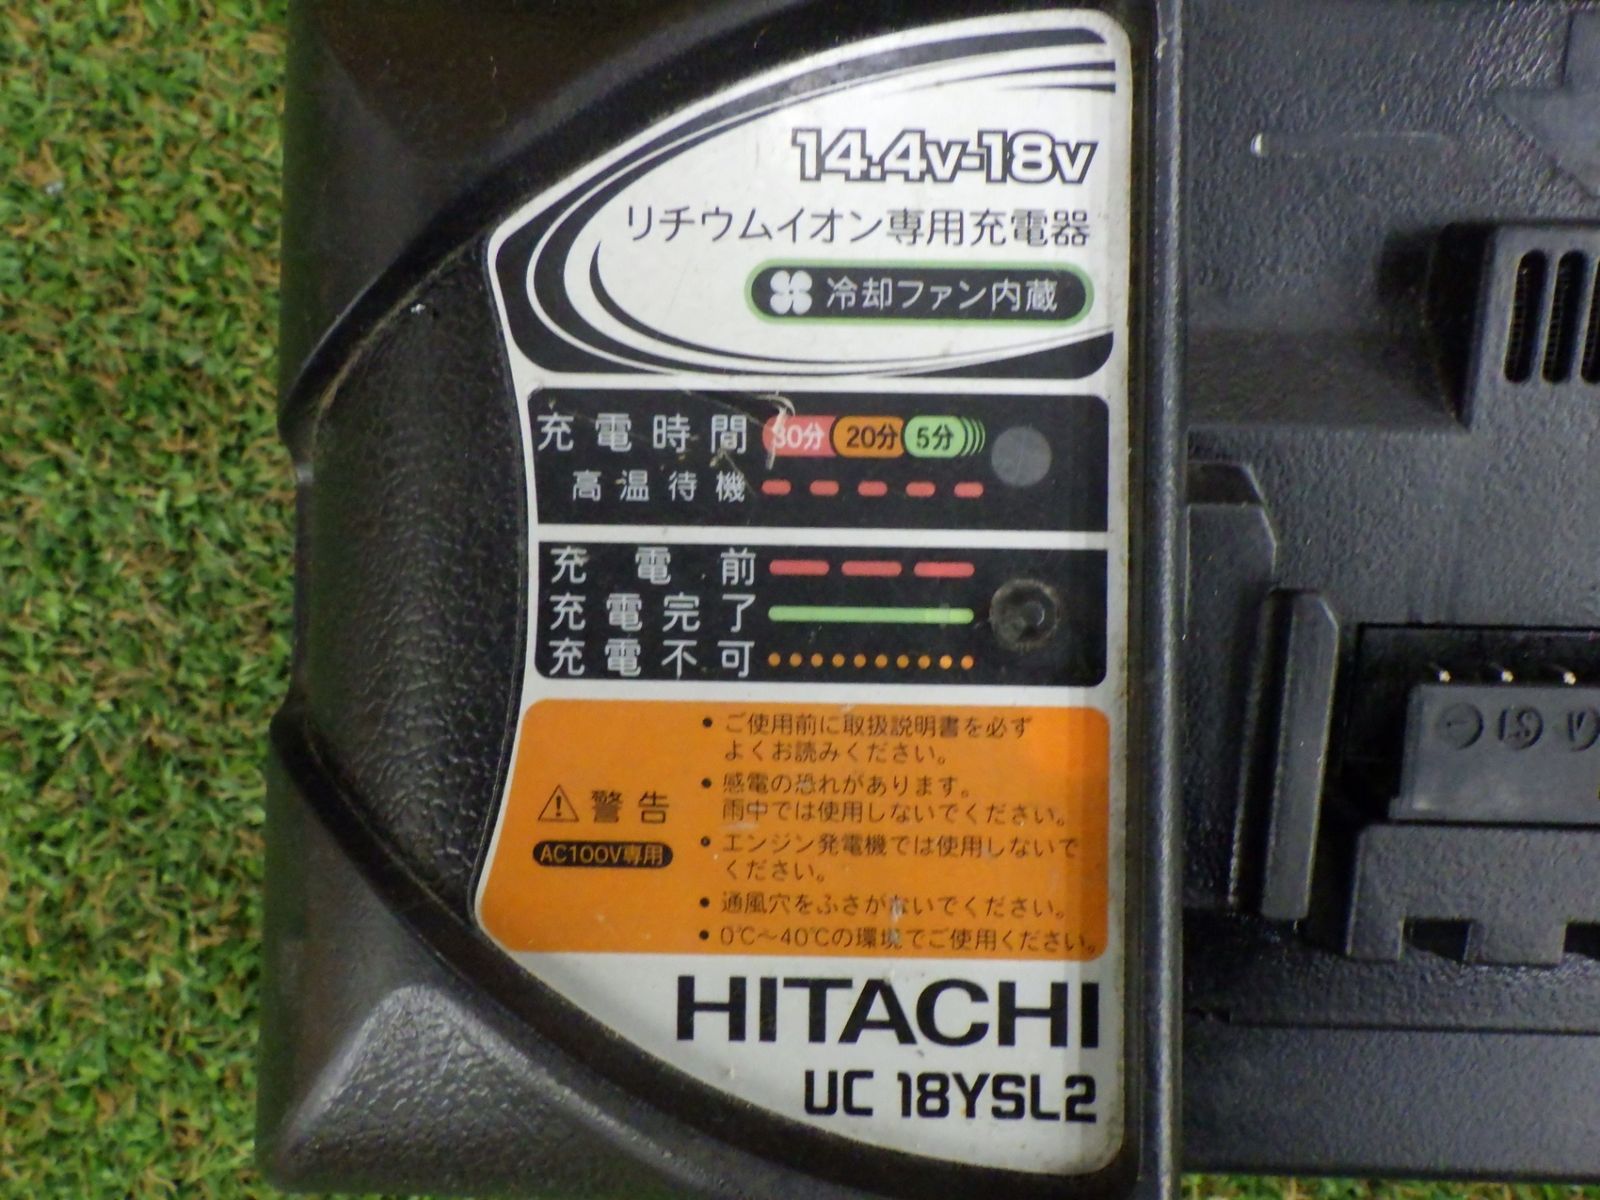 14.4V-18V
リチウムイオン専用充電器
冷却ファン内蔵
充電時間 30分 20分 5分
高温待機
充電前
充電完了
充電不可
警告
AC100V専用
・ご使用前に取扱説明書を必ず
よくお読みください。
・感電の恐れがあります。
雨中では使用しないでください。
・エンジン発電機では使用しないで
ください。
・通風穴をふさがないでください。
・0℃～40℃の環境でご使用ください。
HITACHI
UC 18YSL2